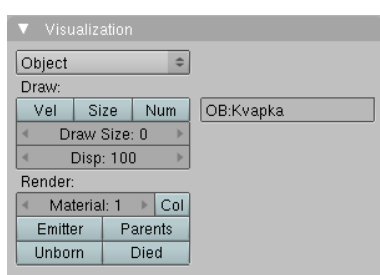 Visualization
Object
Draw:
Vel Size Num OB:Kvapka
Draw Size: 0
Disp: 100
Render:
Material: 1 Col
Emitter Parents
Unborn Died